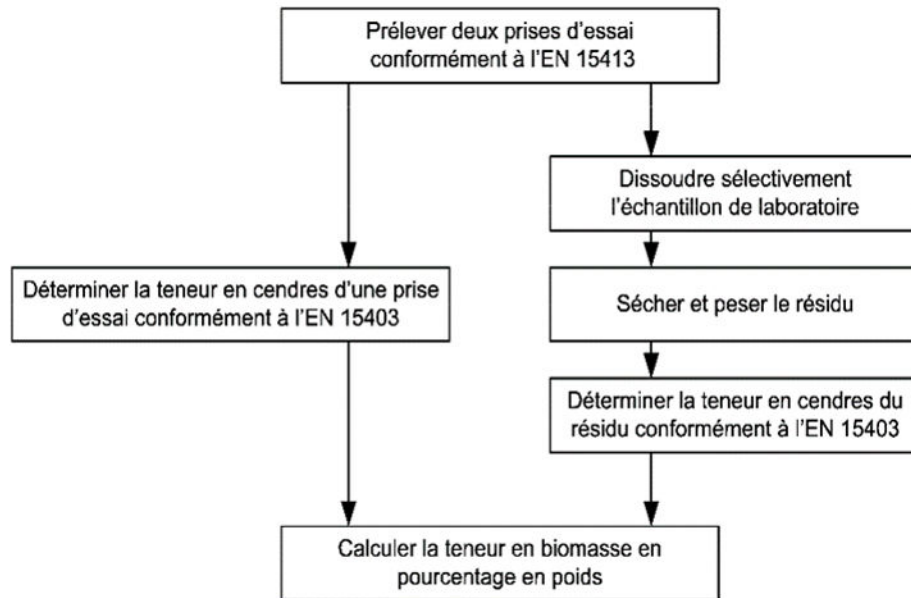 Prélever deux prises d'essai
conformément à l'EN 15413
Dissoudre sélectivement
l'échantillon de laboratoire
Déterminer la teneur en cendres d'une prise
d'essai conformément à l'EN 15403
Sécher et peser le résidu
Déterminer la teneur en cendres du
résidu conformément à l'EN 15403
Calculer la teneur en biomasse en
pourcentage en poids